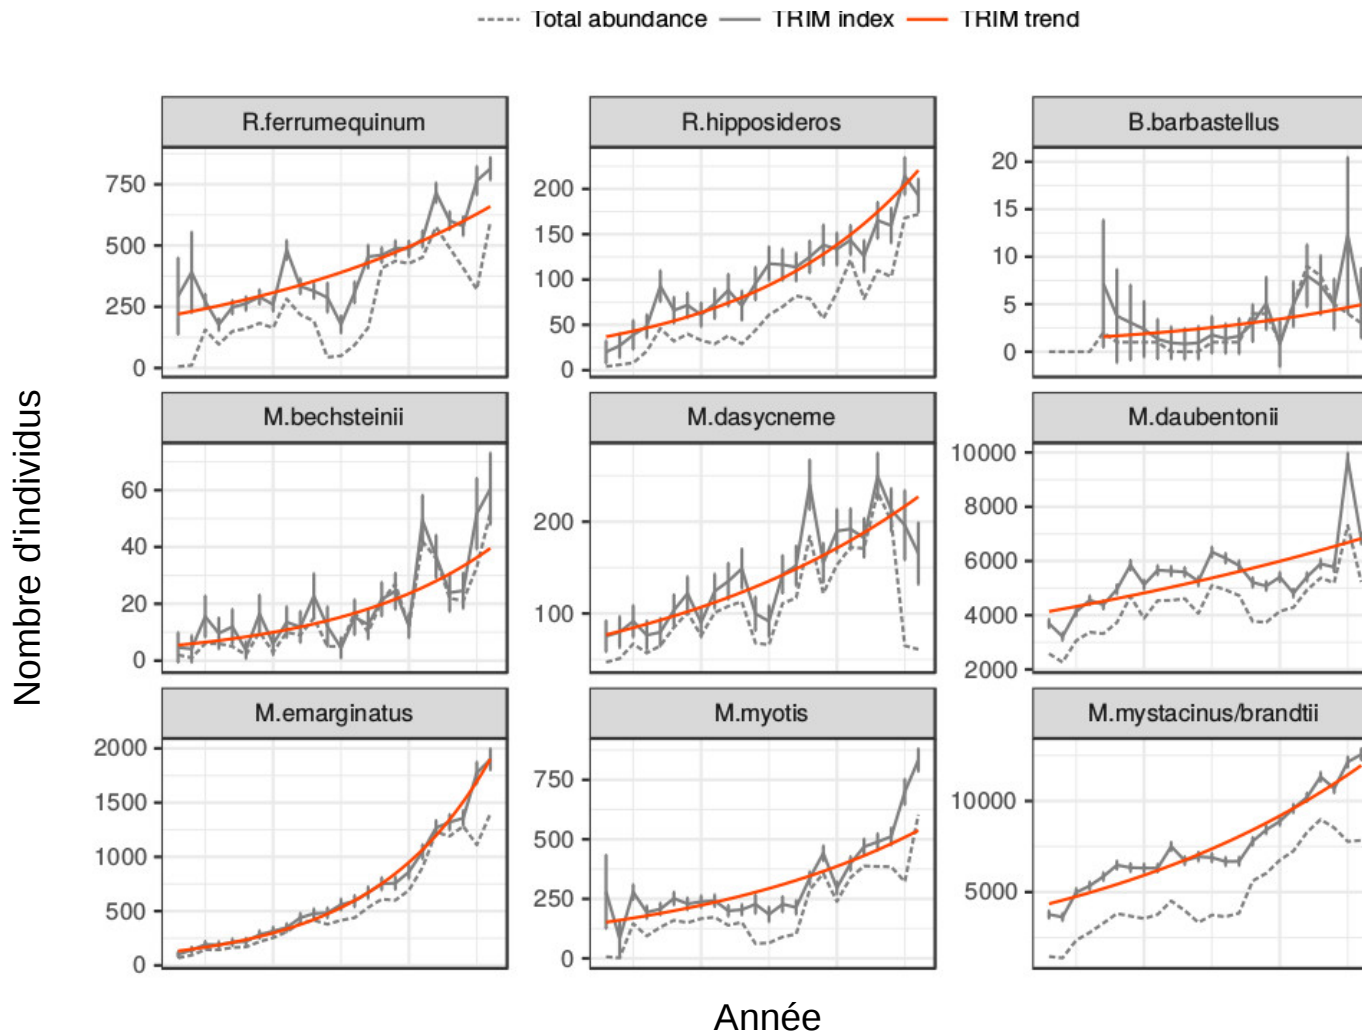 Total abundance TRIM index TRIM trend
R.ferrumequinum R.hipposideros B.barbastellus
750 500 250 0
200 150 100 50 0
20 15 10 5 0
M.bechsteinii M.dasycneme M.daubentonii
60 40 20 0
200 100
10000 8000 6000 4000 2000
M.emarginatus M.myotis M.mystacinus/brandtii
2000 1500 1000 500 0
750 500 250 0
10000 5000
Nombre d'individus
Année